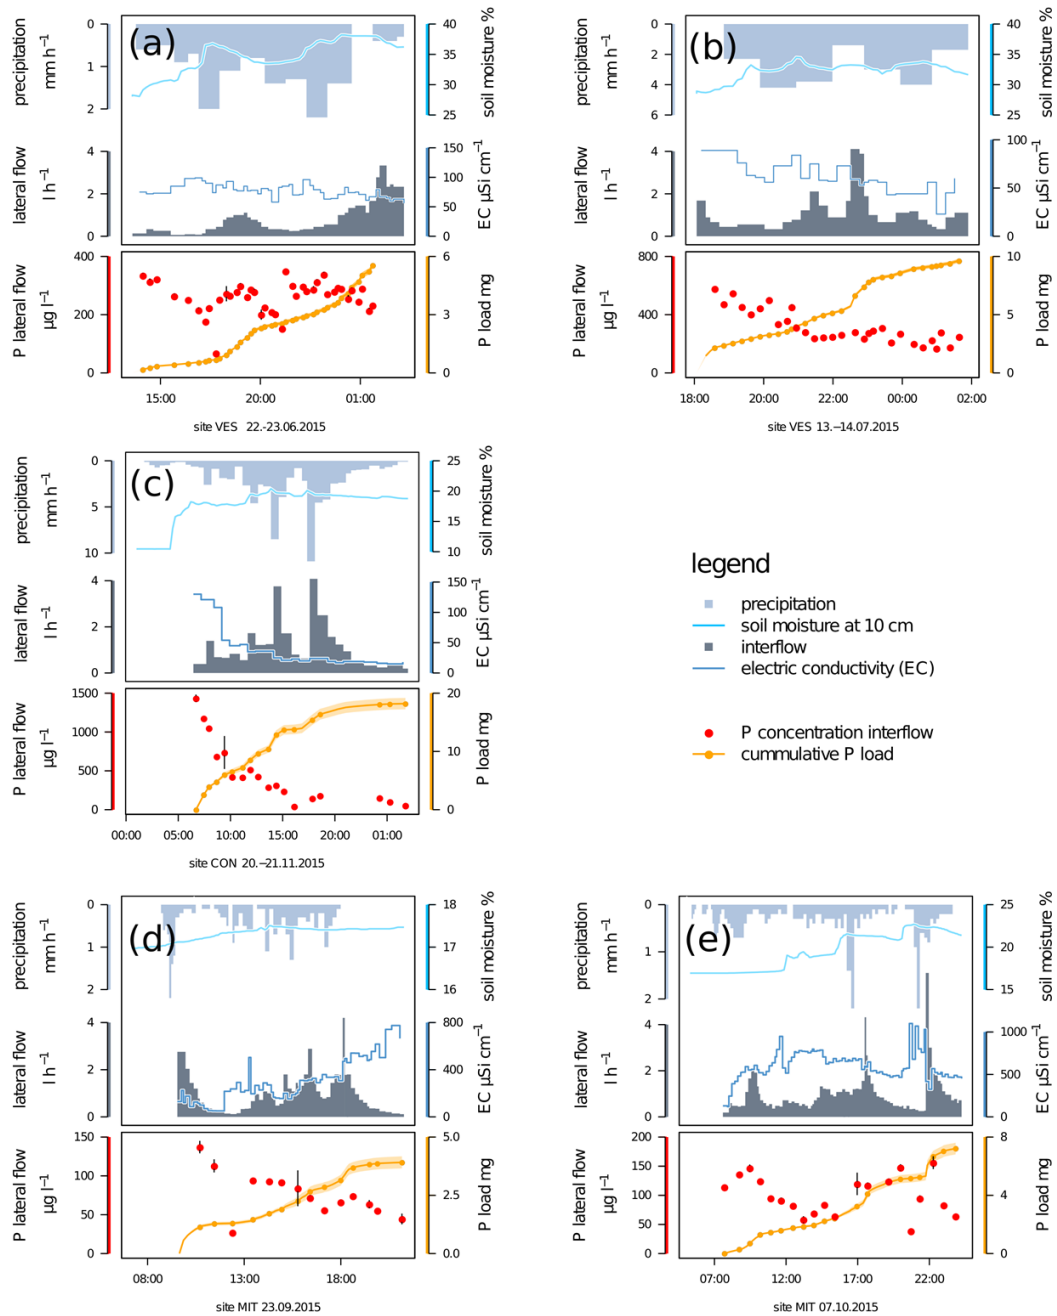 (a)
precipitation
mm h⁻¹
0
1
2
soil moisture %
40
35
30
25
lateral flow
l h⁻¹
4
2
0
EC µSi cm⁻¹
150
100
50
0
P lateral flow
µg l⁻¹
400
200
0
P load mg
6
3
0
15:00 20:00 01:00
site VES 22.-23.06.2015
(b)
precipitation
mm h⁻¹
0
2
4
6
soil moisture %
40
35
30
25
lateral flow
l h⁻¹
4
2
0
EC µSi cm⁻¹
100
50
0
P lateral flow
µg l⁻¹
800
400
0
P load mg
10
5
0
18:00 20:00 22:00 00:00 02:00
site VES 13.–14.07.2015
(c)
precipitation
mm h⁻¹
0
5
10
soil moisture %
25
20
15
10
lateral flow
l h⁻¹
4
2
0
EC µSi cm⁻¹
150
100
50
0
P lateral flow
µg l⁻¹
1500
1000
500
0
P load mg
20
10
0
00:00 05:00 10:00 15:00 20:00 01:00
site CON 20.–21.11.2015
legend
precipitation
soil moisture at 10 cm
interflow
electric conductivity (EC)
P concentration interflow
cummulative P load
(d)
precipitation
mm h⁻¹
0
1
2
soil moisture %
18
17
16
lateral flow
l h⁻¹
4
2
0
EC µSi cm⁻¹
800
400
0
P lateral flow
µg l⁻¹
150
100
50
0
P load mg
5.0
2.5
0.0
08:00 13:00 18:00
site MIT 23.09.2015
(e)
precipitation
mm h⁻¹
0
1
2
soil moisture %
25
20
15
lateral flow
l h⁻¹
4
2
0
EC µSi cm⁻¹
1000
500
0
P lateral flow
µg l⁻¹
200
150
100
50
0
P load mg
8
4
0
07:00 12:00 17:00 22:00
site MIT 07.10.2015